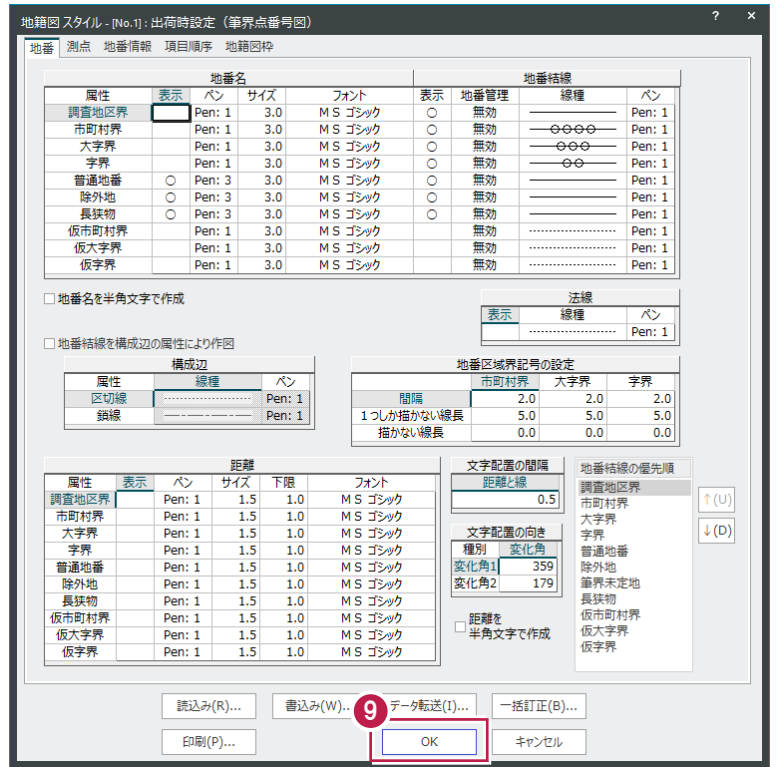 地籍図 スタイル - [No.1] : 出荷時設定（筆界点番号図） ? ×
地番 測点 地番情報 項目順序 地籍図枠
地番名 地番結線
属性 表示 ペン サイズ フォント 表示 地番管理 線種 ペン
調査地区界 Pen: 1 3.0 ＭＳ ゴシック ○ 無効 Pen: 1
市町村界 Pen: 1 3.0 ＭＳ ゴシック ○ 無効 Pen: 1
大字界 Pen: 1 3.0 ＭＳ ゴシック ○ 無効 Pen: 1
字界 Pen: 1 3.0 ＭＳ ゴシック ○ 無効 Pen: 1
普通地番 ○ Pen: 3 3.0 ＭＳ ゴシック ○ 無効 Pen: 1
除外地 ○ Pen: 3 3.0 ＭＳ ゴシック ○ 無効 Pen: 1
長狭物 ○ Pen: 3 3.0 ＭＳ ゴシック ○ 無効 Pen: 1
仮市町村界 Pen: 1 3.0 ＭＳ ゴシック 無効 Pen: 1
仮大字界 Pen: 1 3.0 ＭＳ ゴシック 無効 Pen: 1
仮字界 Pen: 1 3.0 ＭＳ ゴシック 無効 Pen: 1
地番名を半角文字で作成
法線
表示 線種 ペン
Pen: 1
地番結線を構成辺の属性により作図
構成辺
属性 線種 ペン
区切線 Pen: 1
鎖線 Pen: 1
地番区域界記号の設定
市町村界 大字界 字界
間隔 2.0 2.0 2.0
１つしか描かない線長 5.0 5.0 5.0
描かない線長 0.0 0.0 0.0
距離
属性 表示 ペン サイズ 下限 フォント
調査地区界 Pen: 1 1.5 1.0 ＭＳ ゴシック
市町村界 Pen: 1 1.5 1.0 ＭＳ ゴシック
大字界 Pen: 1 1.5 1.0 ＭＳ ゴシック
字界 Pen: 1 1.5 1.0 ＭＳ ゴシック
普通地番 Pen: 1 1.5 1.0 ＭＳ ゴシック
除外地 Pen: 1 1.5 1.0 ＭＳ ゴシック
長狭物 Pen: 1 1.5 1.0 ＭＳ ゴシック
仮市町村界 Pen: 1 1.5 1.0 ＭＳ ゴシック
仮大字界 Pen: 1 1.5 1.0 ＭＳ ゴシック
仮字界 Pen: 1 1.5 1.0 ＭＳ ゴシック
文字配置の間隔
距離と線
0.5
文字配置の向き
種別 変化角
変化角1 359
変化角2 179
距離を
半角文字で作成
地番結線の優先順
調査地区界
市町村界
大字界
字界
普通地番
除外地
筆界未定地
長狭物
仮市町村界
仮大字界
仮字界
↑(U)
↓(D)
読込み(R)... 書込み(W)... データ転送(I)... 一括訂正(B)...
9
印刷(P)... OK キャンセル